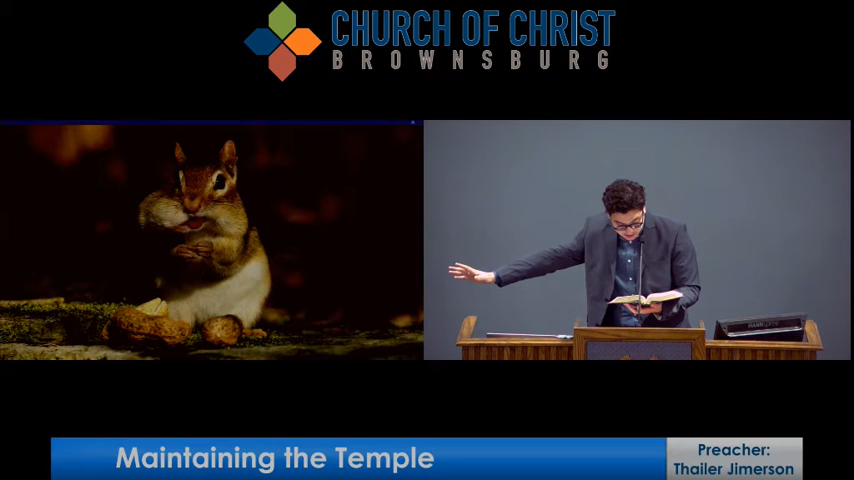 CHURCH OF CHRIST
BROWNSBURG
Maintaining the Temple
Preacher:
Thailer Jimerson